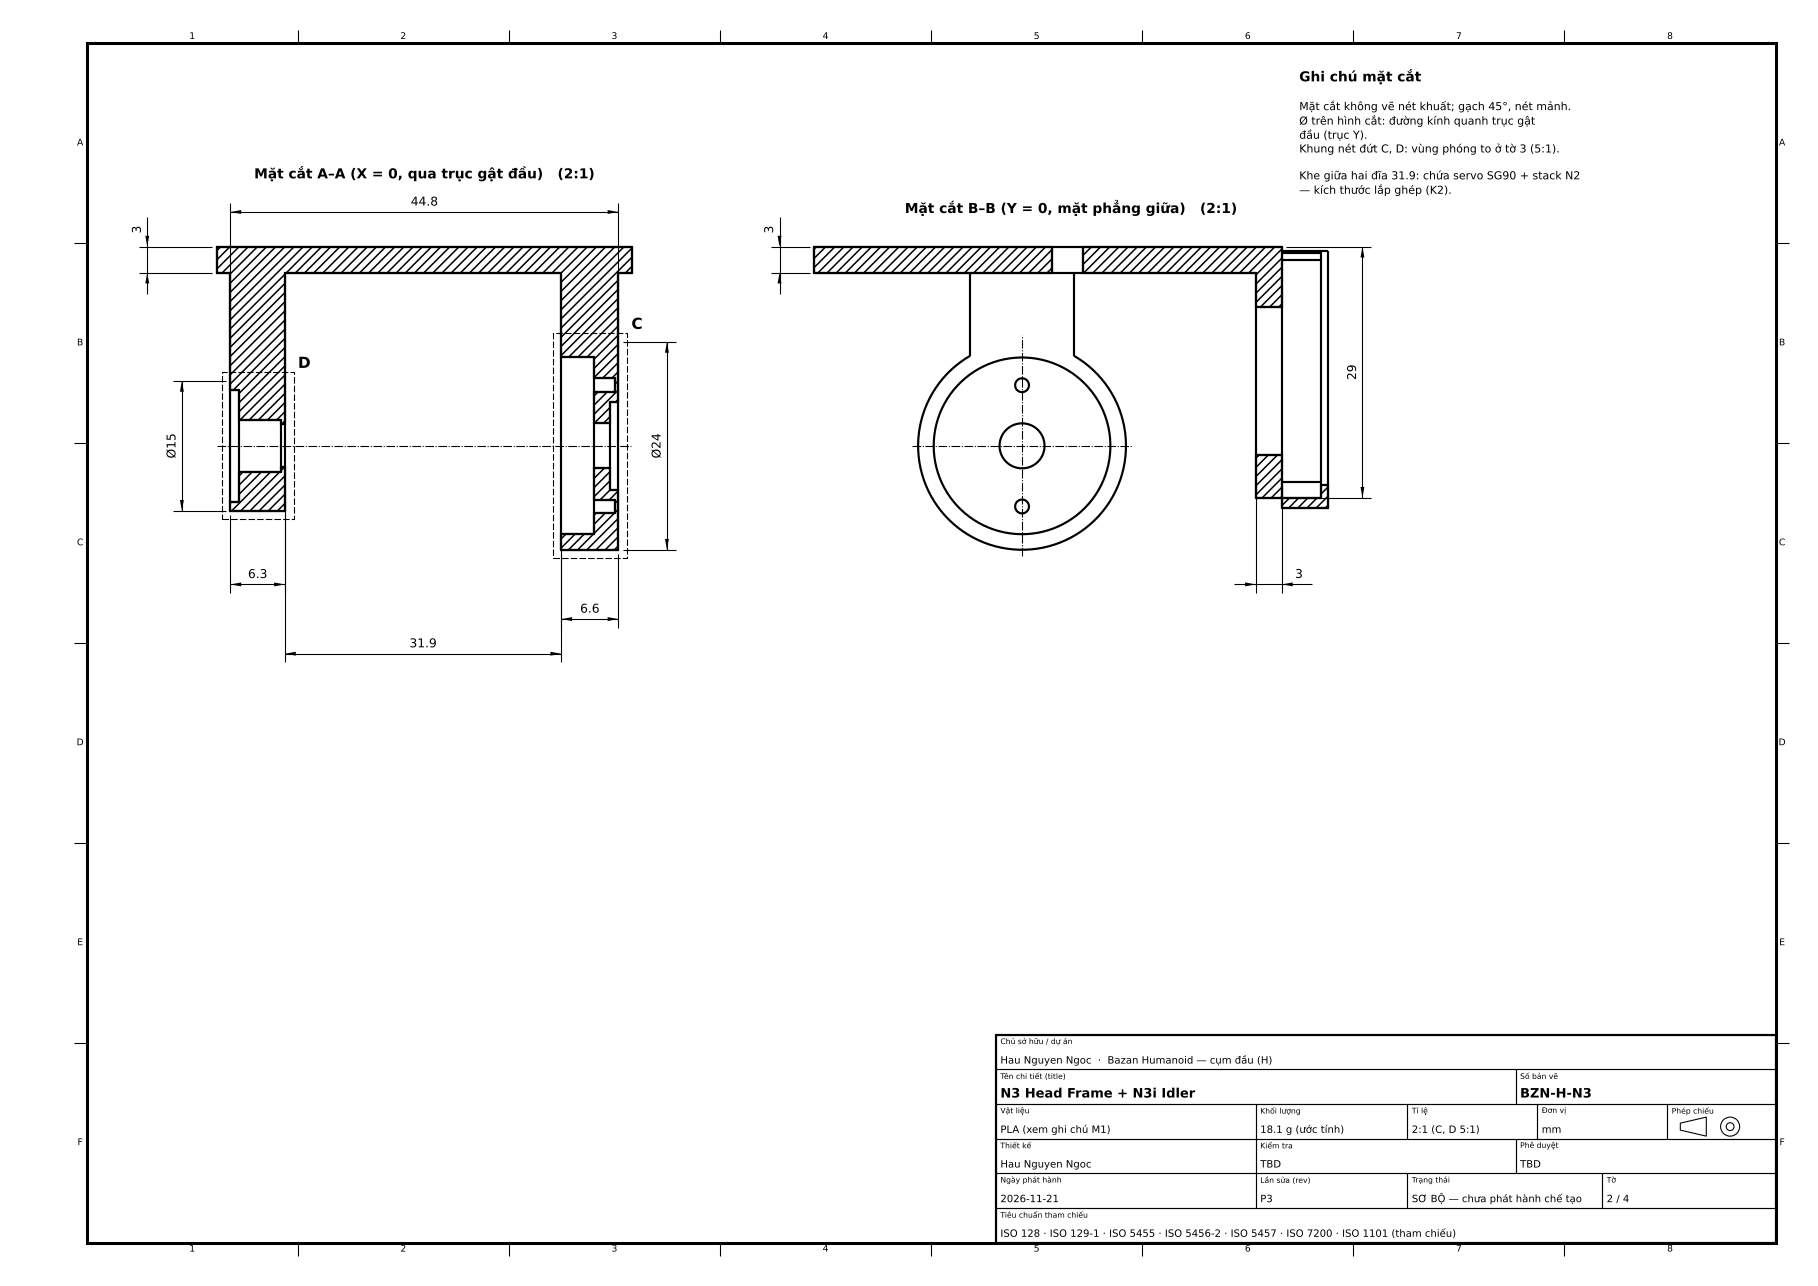 1 2 3 4 5 6 7 8
Ghi chú mặt cắt
Mặt cắt không vẽ nét khuất; gạch 45°, nét mảnh.
Ø trên hình cắt: đường kính quanh trục gật
đầu (trục Y).
Khung nét đứt C, D: vùng phóng to ở tờ 3 (5:1).
Khe giữa hai đĩa 31.9: chứa servo SG90 + stack N2
— kích thước lắp ghép (K2).
A A
Mặt cắt A–A (X = 0, qua trục gật đầu) (2:1)
44.8
3
D
C
Ø15
Ø24
6.3
6.6
31.9
Mặt cắt B–B (Y = 0, mặt phẳng giữa) (2:1)
3
29
3
B B
C C
D D
E E
F F
Chủ sở hữu / dự án
Hau Nguyen Ngoc · Bazan Humanoid — cụm đầu (H)
Tên chi tiết (title) Số bản vẽ
N3 Head Frame + N3i Idler BZN-H-N3
Vật liệu Khối lượng Tỉ lệ Đơn vị Phép chiếu
PLA (xem ghi chú M1) 18.1 g (ước tính) 2:1 (C, D 5:1) mm
Thiết kế Kiểm tra Phê duyệt
Hau Nguyen Ngoc TBD TBD
Ngày phát hành Lần sửa (rev) Trạng thái Tờ
2026-11-21 P3 SƠ BỘ — chưa phát hành chế tạo 2 / 4
Tiêu chuẩn tham chiếu
ISO 128 · ISO 129-1 · ISO 5455 · ISO 5456-2 · ISO 5457 · ISO 7200 · ISO 1101 (tham chiếu)
1 2 3 4 5 6 7 8